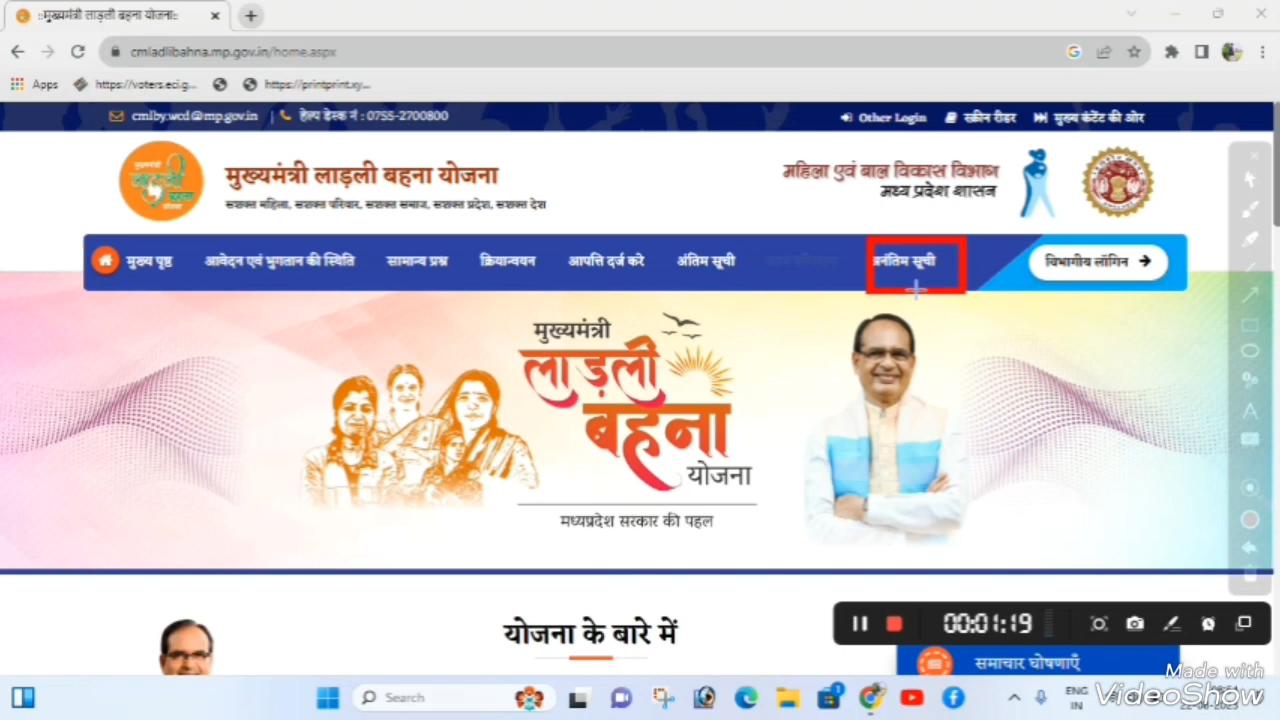 ::मुख्यमंत्री लाड़ली बहना योजना::
cmladlibahna.mp.gov.in/home.aspx
Apps https://voters.eci.g... https://printprint.xy...
cmlby.wcd@mp.gov.in | हेल्प डेस्क नं : 0755-2700800
Other Login स्क्रीन रीडर मुख्य कंटेंट की ओर
मुख्यमंत्री लाड़ली बहना योजना
सशक्त महिला, सशक्त परिवार, सशक्त समाज, सशक्त प्रदेश, सशक्त देश
महिला एवं बाल विकास विभाग
मध्य प्रदेश शासन
मुख्यमंत्री
लाड़ली
बहना
योजना
मुख्य पृष्ठ आवेदन एवं भुगतान की स्थिति सामान्य प्रश्न क्रियान्वयन आपत्ति दर्ज करे अंतिम सूची अनंतिम सूची विभागीय लॉगिन
मुख्यमंत्री
लाड़ली
बहना
योजना
मध्यप्रदेश सरकार की पहल
योजना के बारे में
00:01:19
समाचार घोषणाएँ
Made with
VideoShow
Search
ENG
IN